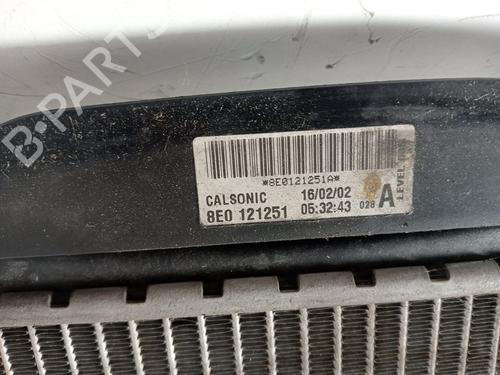 B-PARTS
*8E0121251A*
CALSONIC 16/02/02
8E0 121251 05:32:43 028 A
LEVEL